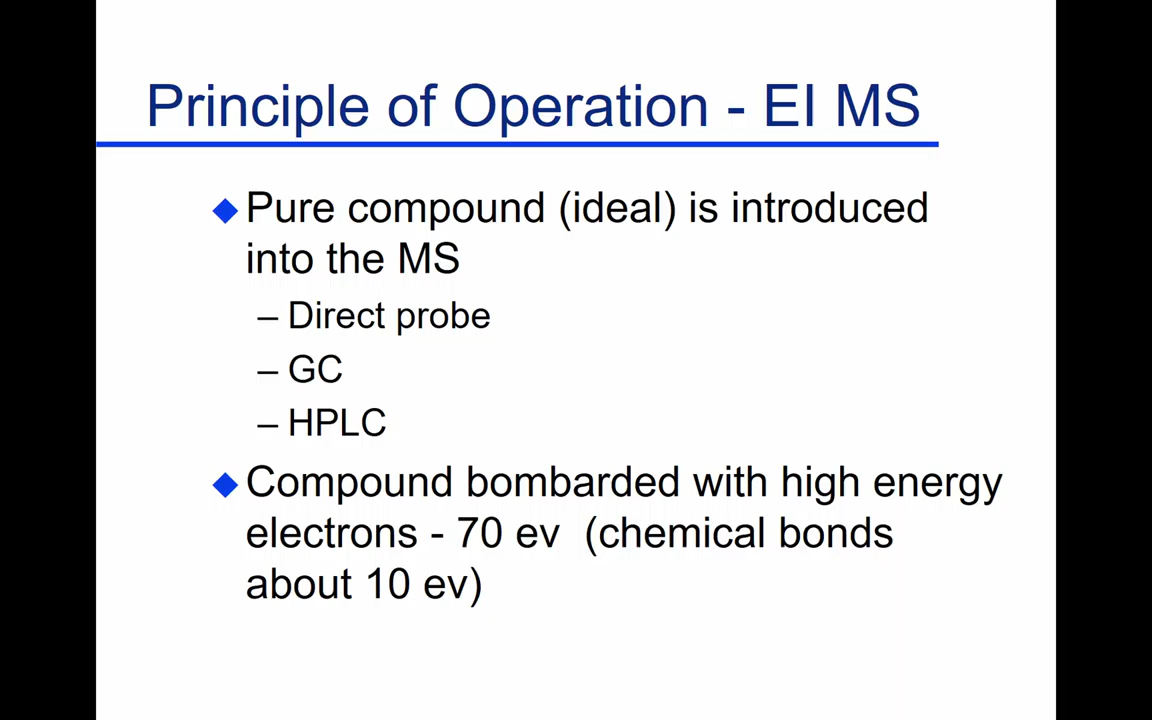 Principle of Operation - EI MS
Pure compound (ideal) is introduced
into the MS
– Direct probe
– GC
– HPLC
Compound bombarded with high energy
electrons - 70 ev (chemical bonds
about 10 ev)